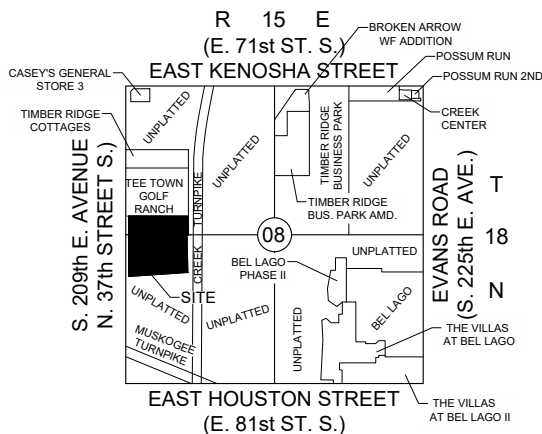 R 15 E
(E. 71st ST. S.)
EAST KENOSHA STREET
BROKEN ARROW
WF ADDITION
POSSUM RUN
POSSUM RUN 2ND
CREEK
CENTER
CASEY'S GENERAL
STORE 3
TIMBER RIDGE
COTTAGES
UNPLATTED
UNPLATTED
TIMBER RIDGE
BUSINESS PARK
UNPLATTED
TEE TOWN
GOLF
RANCH
CREEK TURNPIKE
TIMBER RIDGE
BUS. PARK AMD.
S. 209th E. AVENUE
N. 37th STREET S.)
08
EVANS ROAD
(S. 225th E. AVE.)
T
18
N
UNPLATTED
BEL LAGO
PHASE II
SITE
UNPLATTED
UNPLATTED
UNPLATTED
BEL LAGO
MUSKOGEE
TURNPIKE
THE VILLAS
AT BEL LAGO
THE VILLAS
AT BEL LAGO II
EAST HOUSTON STREET
(E. 81st ST. S.)